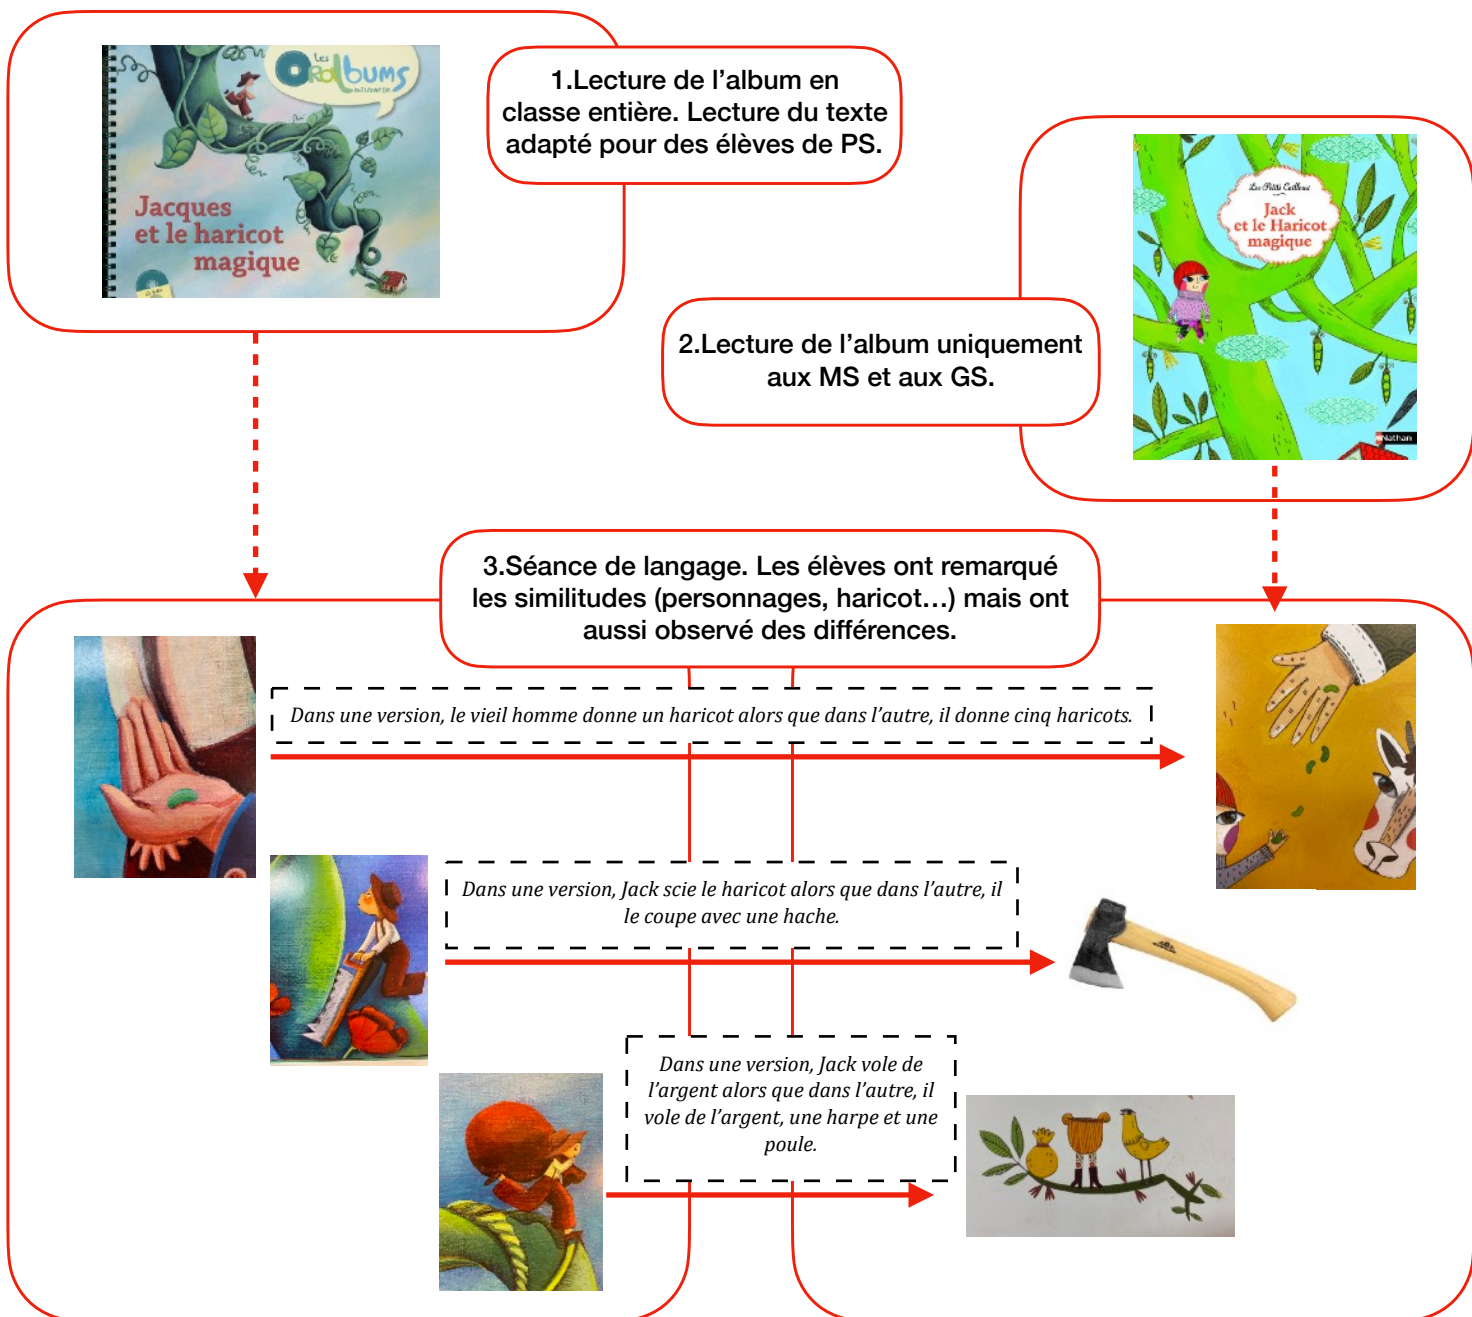 Les
Oralbums
Jacques
et le haricot
magique
1.Lecture de l’album en
classe entière. Lecture du texte
adapté pour des élèves de PS.
Les Petits Cailloux
Jack
et le Haricot
magique
Nathan
2.Lecture de l’album uniquement
aux MS et aux GS.
3.Séance de langage. Les élèves ont remarqué
les similitudes (personnages, haricot…) mais ont
aussi observé des différences.
Dans une version, le vieil homme donne un haricot alors que dans l’autre, il donne cinq haricots.
Dans une version, Jack scie le haricot alors que dans l’autre, il
le coupe avec une hache.
Dans une version, Jack vole de
l’argent alors que dans l’autre, il
vole de l’argent, une harpe et une
poule.